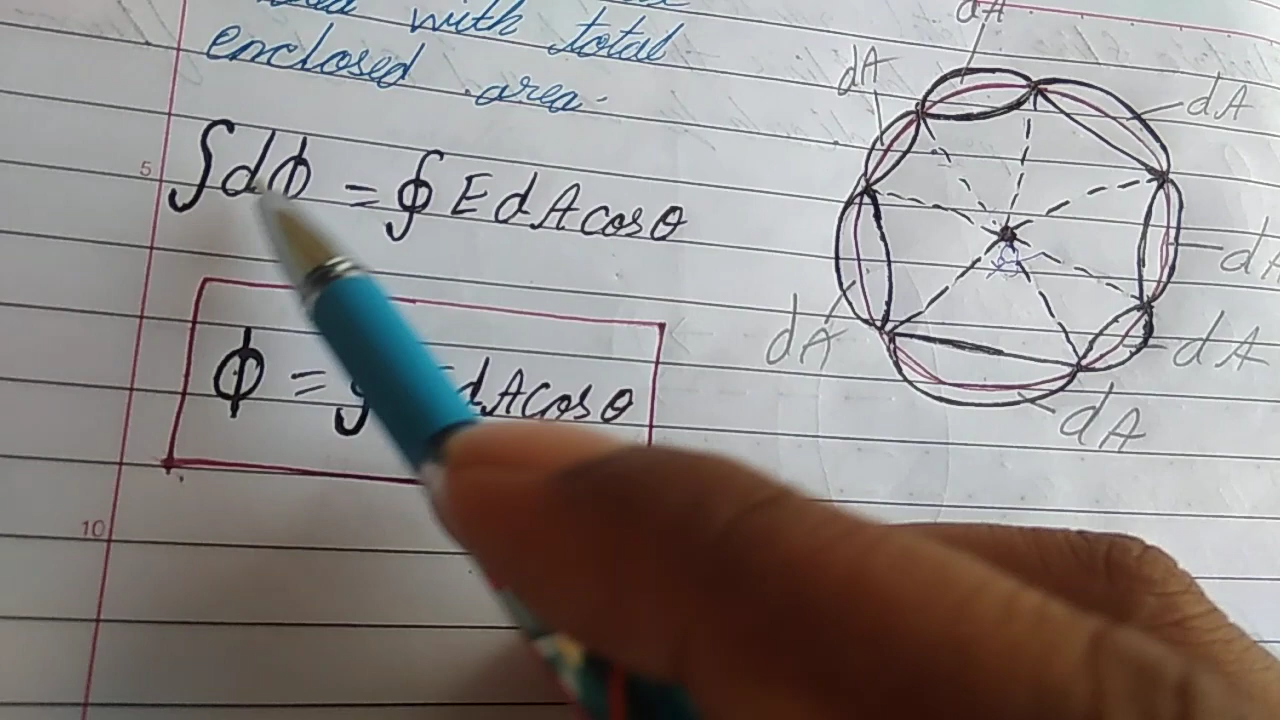 with total
enclosed area.
5
∫dϕ = ∮ E dA cosθ
ϕ = dA cosθ
10
dA
dA
dA
dA
dA
dA
dA